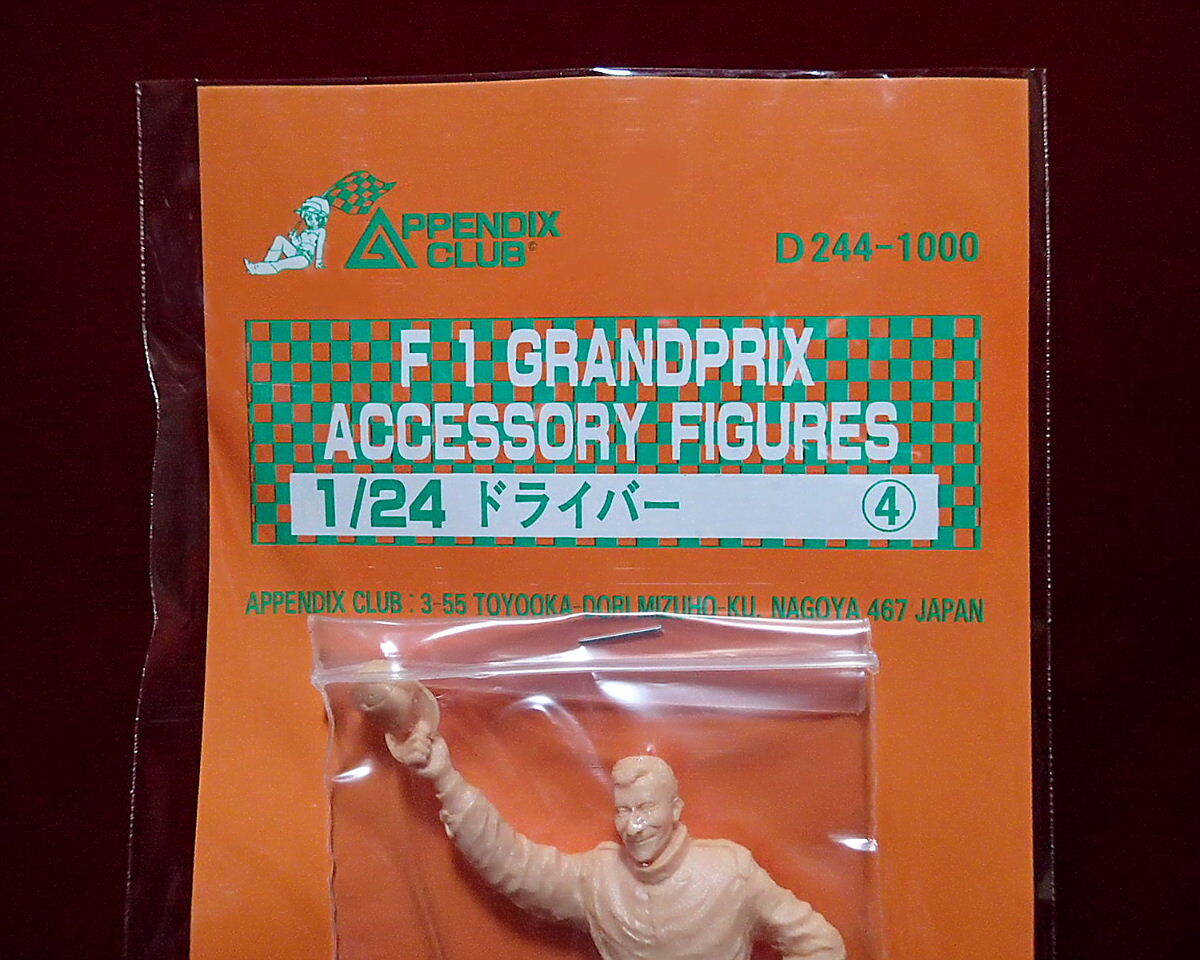 APPENDIX
CLUB©
D244-1000
F1 GRANDPRIX
ACCESSORY FIGURES
1/24 ドライバー ④
APPENDIX CLUB : 3-55 TOYOOKA-DORI MIZUHO-KU, NAGOYA 467 JAPAN